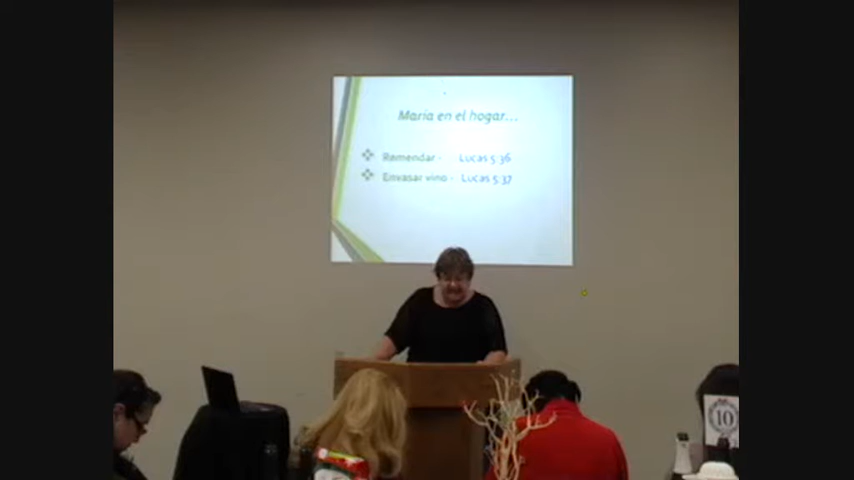 María en el hogar...
Remendar - Lucas 5:36
Envasar vino - Lucas 5:37
10